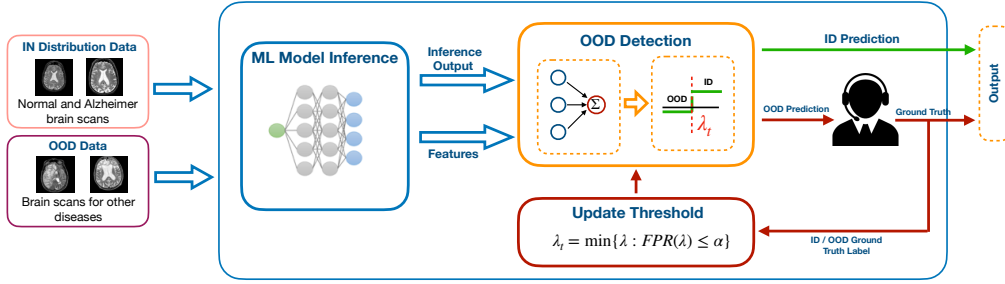 IN Distribution Data
Normal and Alzheimer
brain scans
OOD Data
Brain scans for other
diseases
ML Model Inference
Inference
Output
Features
OOD Detection
Σ
ID
OOD
λt
Update Threshold
λt = min{λ : FPR(λ) ≤ α}
ID Prediction
OOD Prediction
Ground Truth
ID / OOD Ground
Truth Label
Output